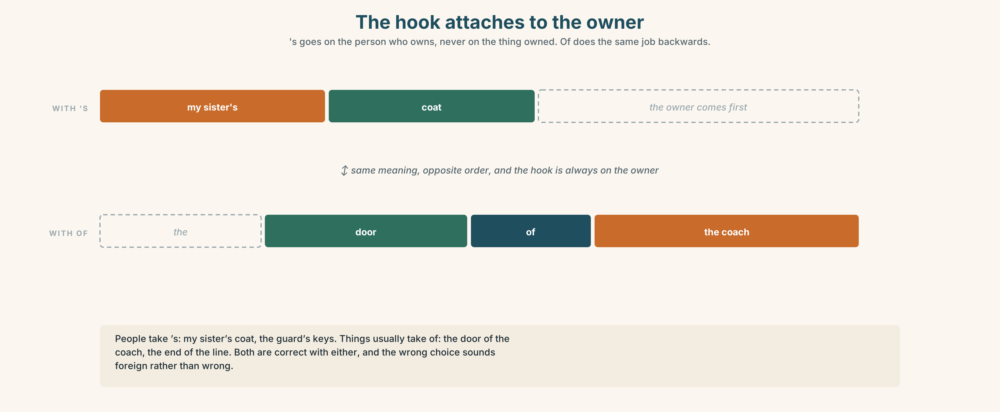 The hook attaches to the owner
's goes on the person who owns, never on the thing owned. Of does the same job backwards.
WITH 'S
my sister's
coat
the owner comes first
↕ same meaning, opposite order, and the hook is always on the owner
WITH OF
the
door
of
the coach
People take ’s: my sister’s coat, the guard’s keys. Things usually take of: the door of the
coach, the end of the line. Both are correct with either, and the wrong choice sounds
foreign rather than wrong.